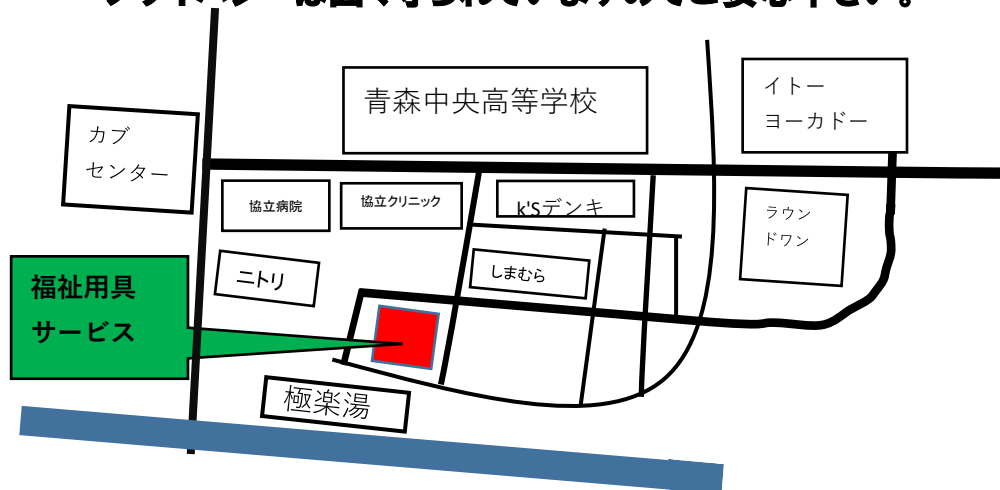 青森中央高等学校
イトー
ヨーカドー
カブ
センター
協立病院
協立クリニック
k'Sデンキ
ラウン
ドワン
しまむら
ニトリ
福祉用具
サービス
極楽湯